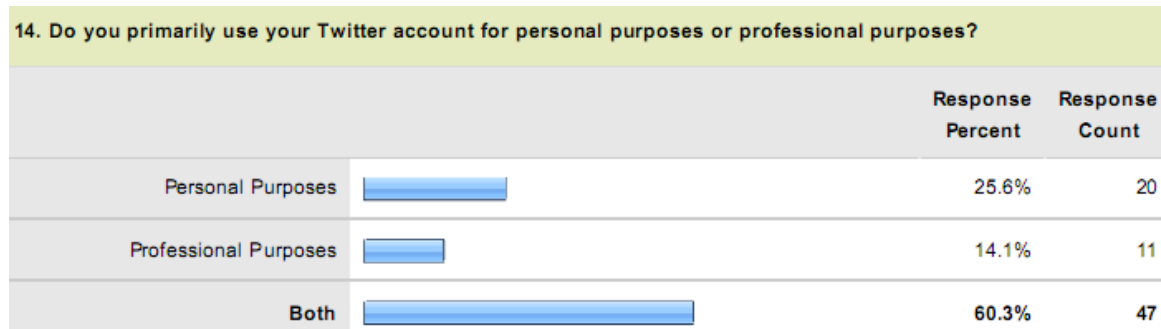 14. Do you primarily use your Twitter account for personal purposes or professional purposes?
Response Percent Response Count
Personal Purposes 25.6% 20
Professional Purposes 14.1% 11
Both 60.3% 47